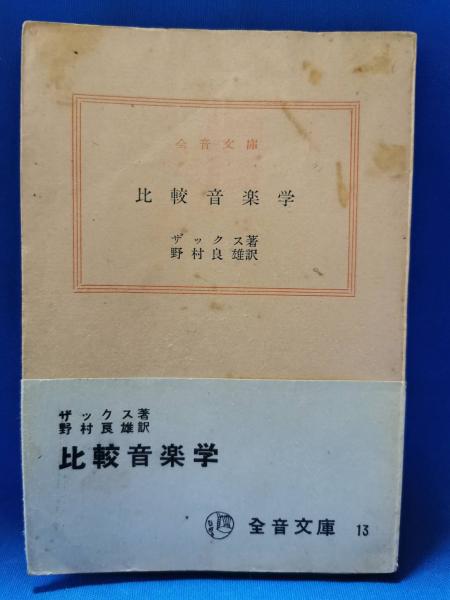 全音文庫
比較音楽学
ザックス著
野村良雄訳
ザックス著
野村良雄訳
比較音楽学
全音文庫 13